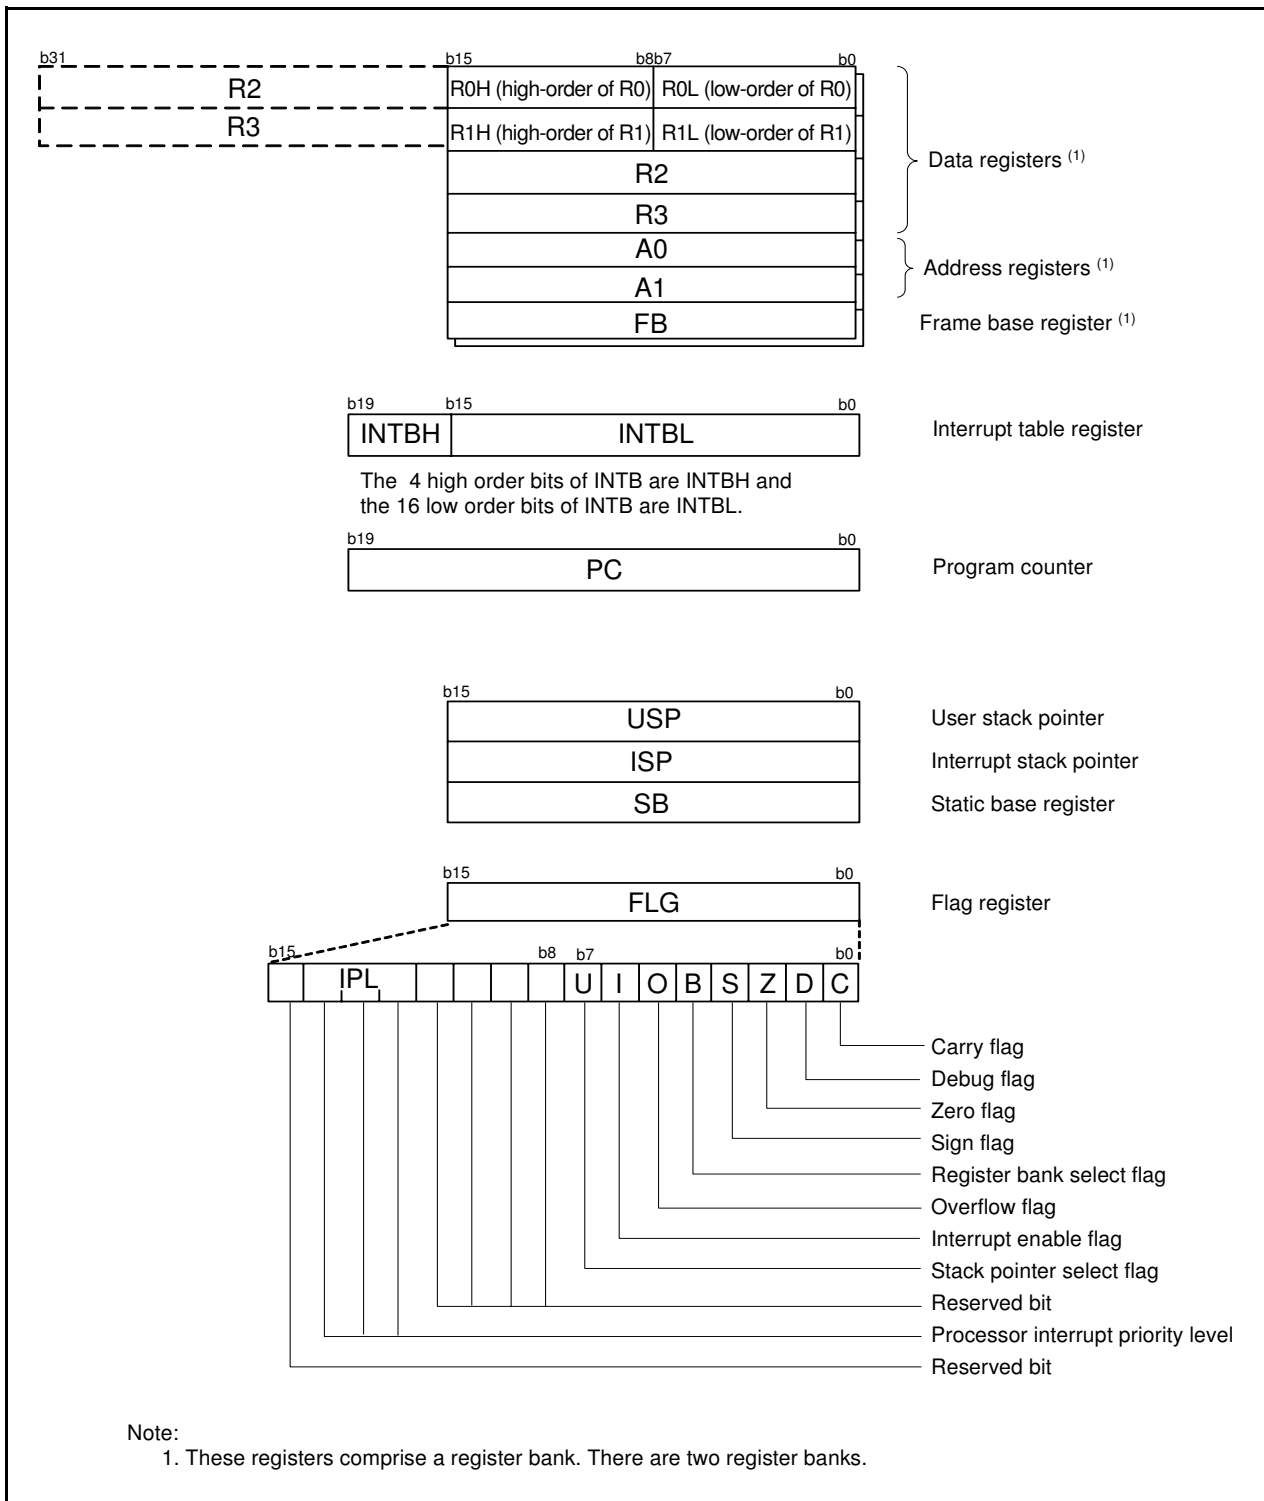 b31 b15 b8b7 b0
R2 R0H (high-order of R0) R0L (low-order of R0)
R3 R1H (high-order of R1) R1L (low-order of R1)
Data registers (1)
R2
R3
A0
Address registers (1)
A1
FB Frame base register (1)
b19 b15 b0
INTBH INTBL Interrupt table register
The 4 high order bits of INTB are INTBH and
the 16 low order bits of INTB are INTBL.
b19 b0
PC Program counter
b15 b0
USP User stack pointer
ISP Interrupt stack pointer
SB Static base register
b15 b0
FLG Flag register
b15 b8 b7 b0
IPL U I O B S Z D C
Carry flag
Debug flag
Zero flag
Sign flag
Register bank select flag
Overflow flag
Interrupt enable flag
Stack pointer select flag
Reserved bit
Processor interrupt priority level
Reserved bit
Note:
1. These registers comprise a register bank. There are two register banks.